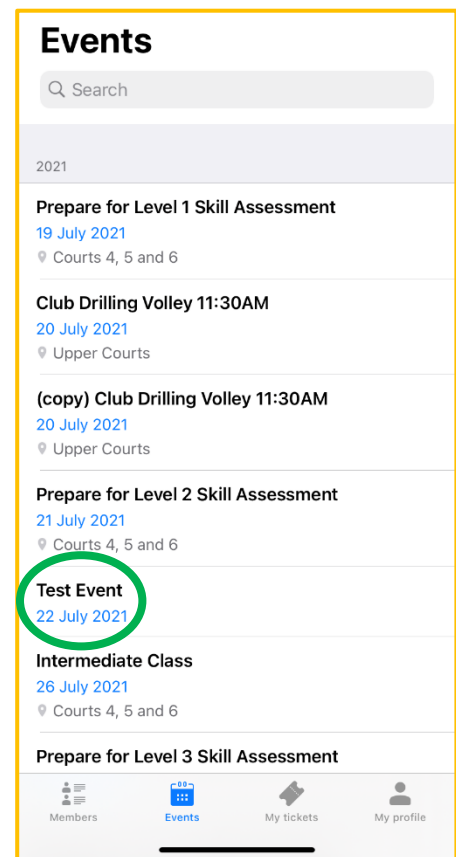 Events
Search
2021
Prepare for Level 1 Skill Assessment
19 July 2021
Courts 4, 5 and 6
Club Drilling Volley 11:30AM
20 July 2021
Upper Courts
(copy) Club Drilling Volley 11:30AM
20 July 2021
Upper Courts
Prepare for Level 2 Skill Assessment
21 July 2021
Courts 4, 5 and 6
Test Event
22 July 2021
Intermediate Class
26 July 2021
Courts 4, 5 and 6
Prepare for Level 3 Skill Assessment
Members Events My tickets My profile